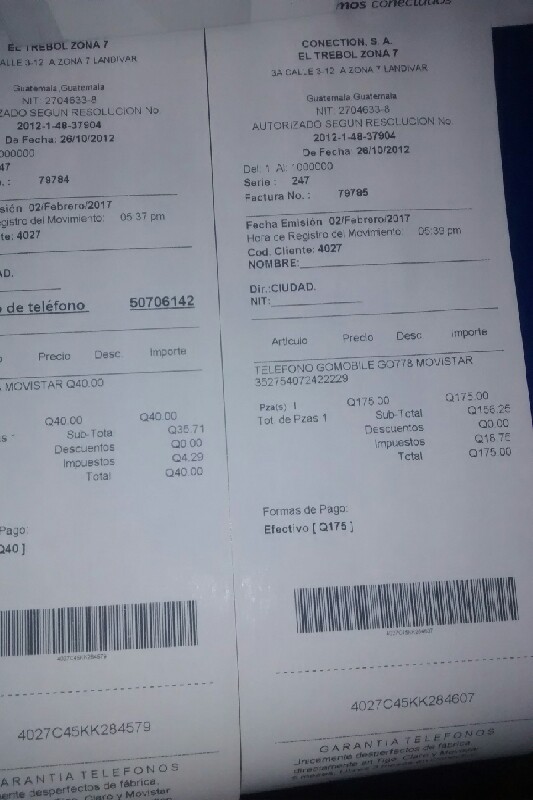 mos conectados
EL TREBOL ZONA 7
CALLE 3-12 A ZONA 7 LANDIVAR
Guatemala,Guatemala
NIT: 2704633-8
ZADO SEGUN RESOLUCION No.
2012-1-48-37904
De Fecha: 26/10/2012
000000
47
o. : 79784
sión 02/Febrero/2017
egistro del Movimiento: 05:37 pm
te: 4027
AD.
o de teléfono 50706142
Precio Desc. Importe
MOVISTAR Q40.00
Q40.00 Q40.00
Sub-Total Q35.71
Descuentos Q0.00
Impuestos Q4.29
Total Q40.00
Pago:
Q40 ]
4027C45KK284579
4027C45KK284579
ARANTIA TELEFONOS
mente desperfectos de fábrica.
Claro y Movistar
CONECTION, S. A.
EL TREBOL ZONA 7
3A CALLE 3-12 A ZONA 7 LANDIVAR
Guatemala,Guatemala
NIT: 2704633-8
AUTORIZADO SEGUN RESOLUCION No.
2012-1-48-37904
De Fecha: 26/10/2012
Del: 1 Al: 1000000
Serie : 247
Factura No. : 79785
Fecha Emisión 02/Febrero/2017
Hora de Registro del Movimiento: 05:39 pm
Cod. Cliente: 4027
NOMBRE:
Dir.:CIUDAD.
NIT:
Articulo Precio Desc. Importe
TELEFONO GOMOBILE GO778 MOVISTAR
352754072422229
Pza(s) 1 Q175.00 Q175.00
Tot. de Pzas 1 Sub-Total Q156.25
Descuentos Q0.00
Impuestos Q18.75
Total Q175.00
Formas de Pago:
Efectivo [ Q175 ]
4027C45KK284607
4027C45KK284607
GARANTIA TELEFONOS
Unicamente desperfectos de fábrica.
directamente en Tigo, Claro y Movistar